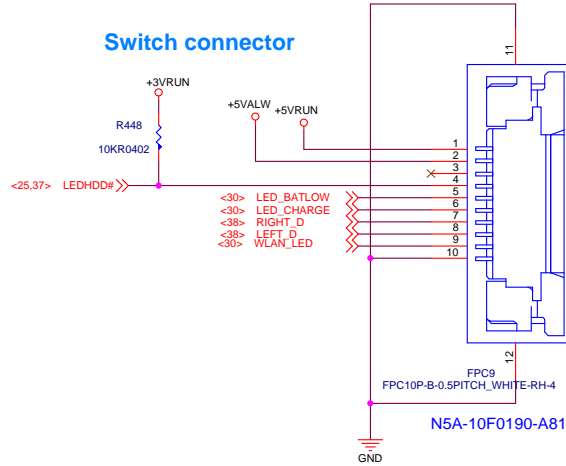 Switch connector
11
+3VRUN
+5VALW
+5VRUN
R448
10KR0402
1
2
3
<25,37> LEDHDD#
4
<30> LED_BATLOW
5
<30> LED_CHARGE
6
<38> RIGHT_D
7
<38> LEFT_D
8
<30> WLAN_LED
9
10
12
FPC9
FPC10P-B-0.5PITCH_WHITE-RH-4
N5A-10F0190-A81
GND